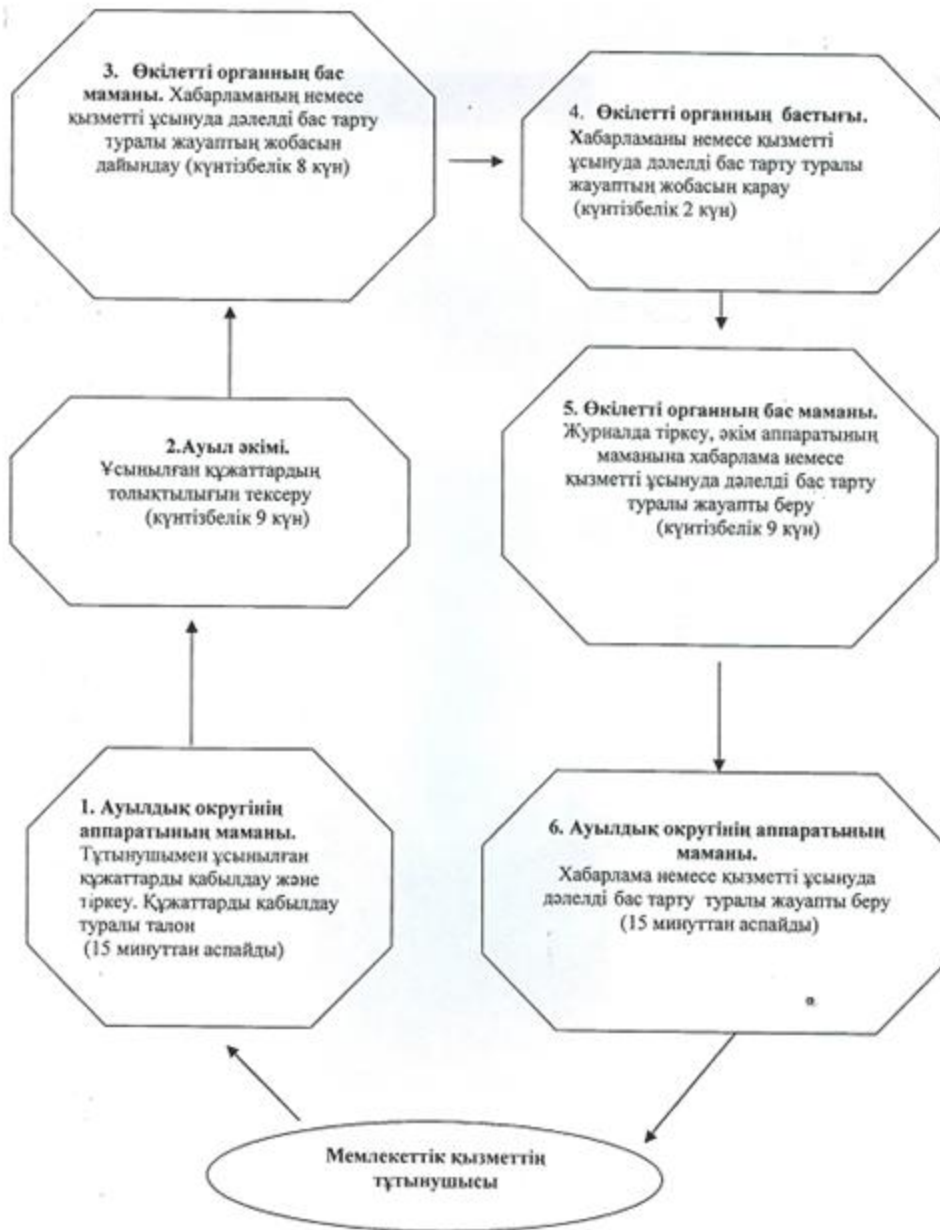 3. Өкілетті органның бас
маманы. Хабарламаның немесе
қызметті ұсынуда дәлелді бас тарту
туралы жауаптың жобасын
дайындау (күнтізбелік 8 күн)
4. Өкілетті органның бастығы.
Хабарламаны немесе қызметті
ұсынуда дәлелді бас тарту туралы
жауаптың жобасын қарау
(күнтізбелік 2 күн)
2.Ауыл әкімі.
Ұсынылған құжаттардың
толықтылығын тексеру
(күнтізбелік 9 күн)
5. Өкілетті органның бас маманы.
Журналда тіркеу, әкім аппаратының
маманына хабарлама немесе
қызметті ұсынуда дәлелді бас тарту
туралы жауапты беру
(күнтізбелік 9 күн)
1. Ауылдық округінің
аппаратының маманы.
Тұтынушымен ұсынылған
құжаттарды қабылдау және
тіркеу. Құжаттарды қабылдау
туралы талон
(15 минуттан аспайды)
6. Ауылдық округінің аппаратының
маманы.
Хабарлама немесе қызметті ұсынуда
дәлелді бас тарту туралы жауапты беру
(15 минуттан аспайды)
Мемлекеттік қызметтің
тұтынушысы